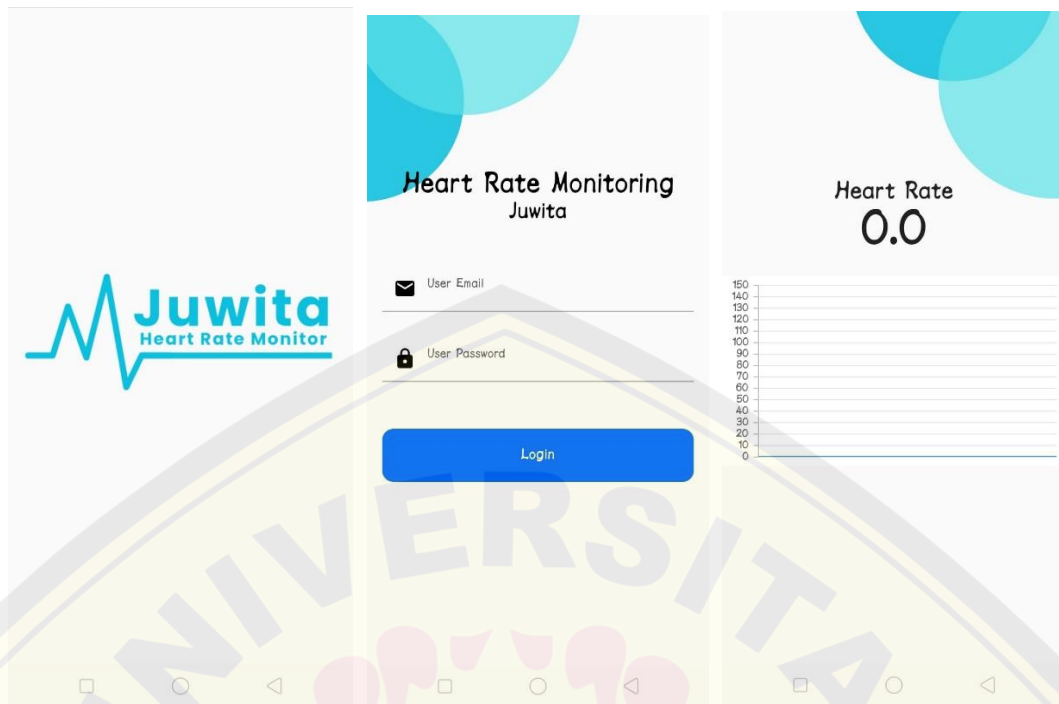 Juwita
Heart Rate Monitor
Heart Rate Monitoring
Juwita
User Email
User Password
Login
Heart Rate
0.0
150
140
130
120
110
100
90
80
70
60
50
40
30
20
10
0
NIVERSITA